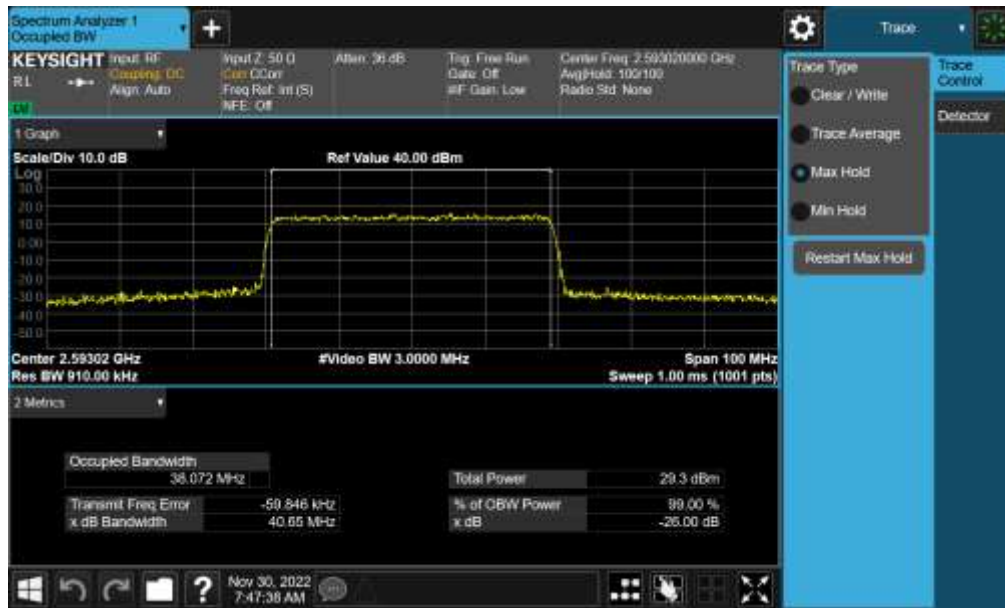 Spectrum Analyzer 1
Occupied BW
Trace
KEYSIGHT
Input: RF
Input Z: 50 Ω
Atten: 36 dB
Trig: Free Run
Center Freq: 2.593020000 GHz
RL
Coupling: DC
Corr CCorr
Gate: Off
Avg|Hold: 100/100
Align: Auto
Freq Ref: Int (S)
#IF Gain: Low
Radio Std: None
NFE: Off
Trace Type
Clear / Write
Trace Average
Max Hold
Min Hold
Restart Max Hold
Trace
Control
Detector
1 Graph
Scale/Div 10.0 dB
Ref Value 40.00 dBm
Log
30.0
20.0
10.0
0.00
-10.0
-20.0
-30.0
-40.0
-50.0
Center 2.59302 GHz
#Video BW 3.0000 MHz
Span 100 MHz
Res BW 910.00 kHz
Sweep 1.00 ms (1001 pts)
2 Metrics
Occupied Bandwidth
38.072 MHz
Total Power
29.3 dBm
Transmit Freq Error
-59.846 kHz
% of OBW Power
99.00 %
x dB Bandwidth
40.65 MHz
x dB
-26.00 dB
Nov 30, 2022
7:47:38 AM